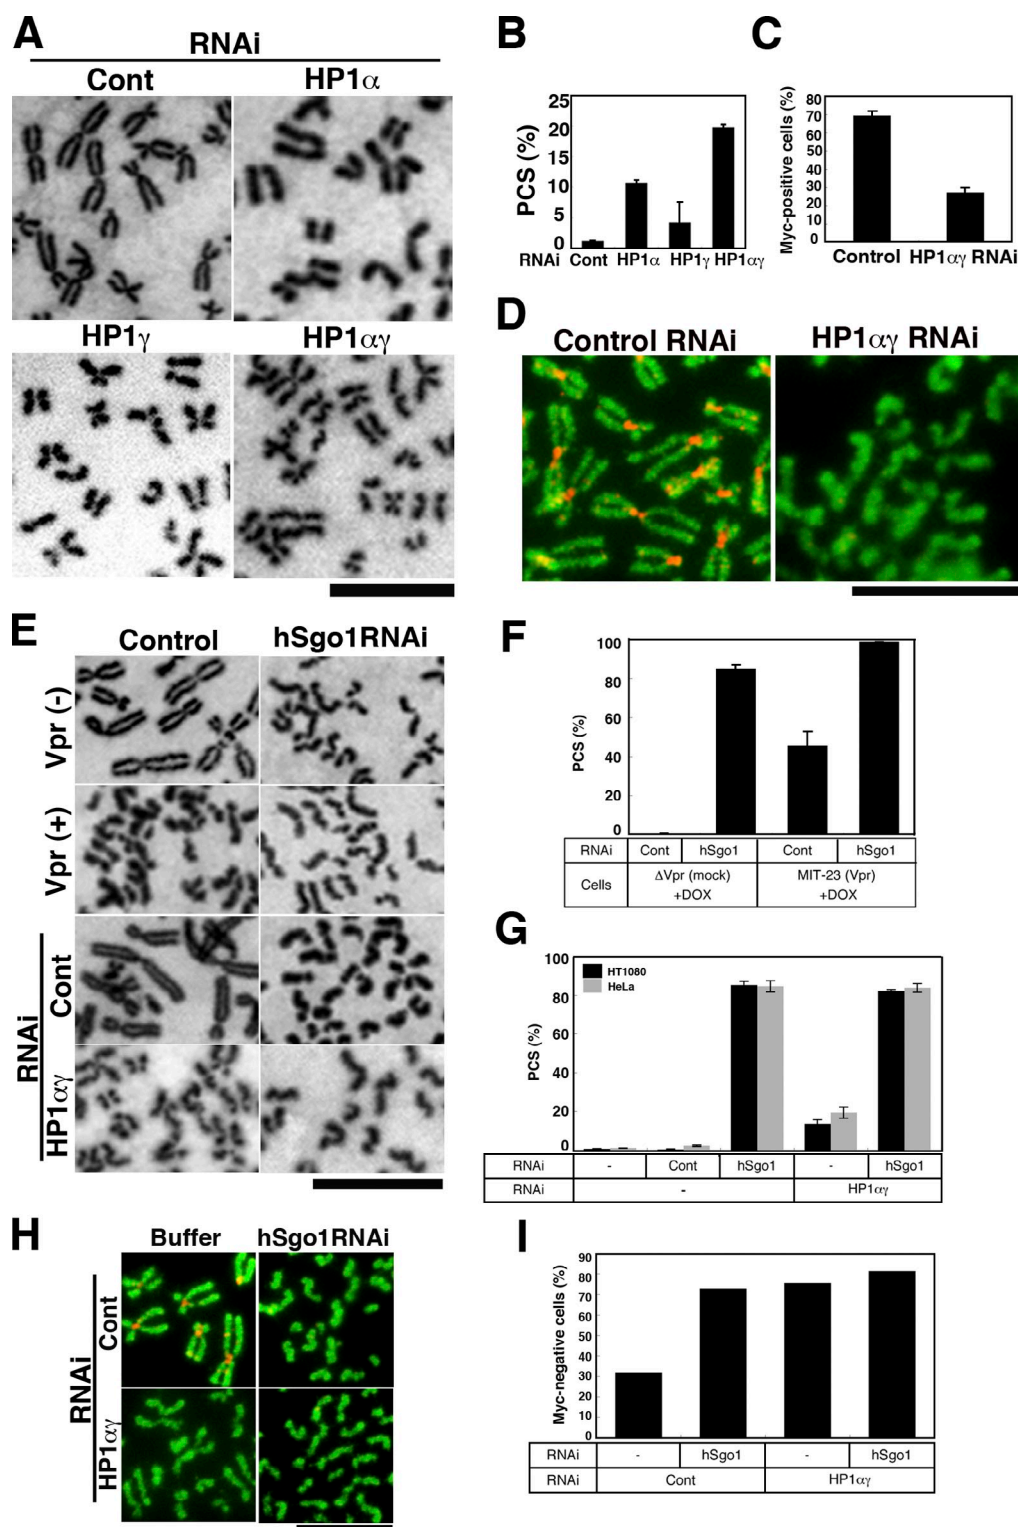 A
RNAi
Cont HP1α
HP1γ HP1αγ
B
PCS (%)
25
20
15
10
5
0
RNAi Cont HP1α HP1γ HP1αγ
C
Myc-positive cells (%)
80
70
60
50
40
30
20
10
0
Control HP1αγ RNAi
D
Control RNAi HP1αγ RNAi
E
Control hSgo1RNAi
Vpr (-)
Vpr (+)
RNAi
Cont
HP1αγ
F
PCS (%)
100
80
60
40
20
0
RNAi Cont hSgo1 Cont hSgo1
Cells ΔVpr (mock) +DOX MIT-23 (Vpr) +DOX
G
PCS (%)
100
80
60
40
20
0
HT1080
HeLa
RNAi - Cont hSgo1 - hSgo1
RNAi - HP1αγ
H
Buffer hSgo1RNAi
RNAi
Cont
HP1αγ
I
Myc-negative cells (%)
90
80
70
60
50
40
30
20
10
0
RNAi - hSgo1 - hSgo1
RNAi Cont HP1αγ